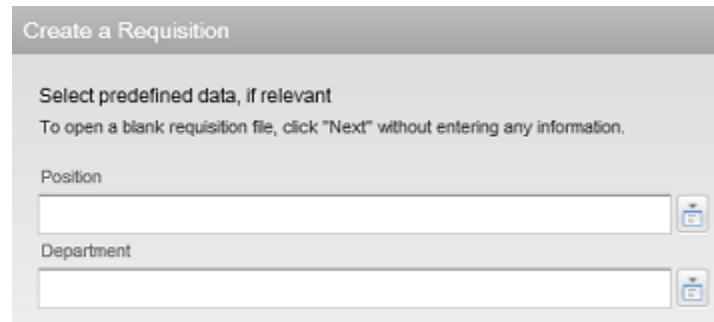 Create a Requisition
Select predefined data, if relevant
To open a blank requisition file, click "Next" without entering any information.
Position
Department